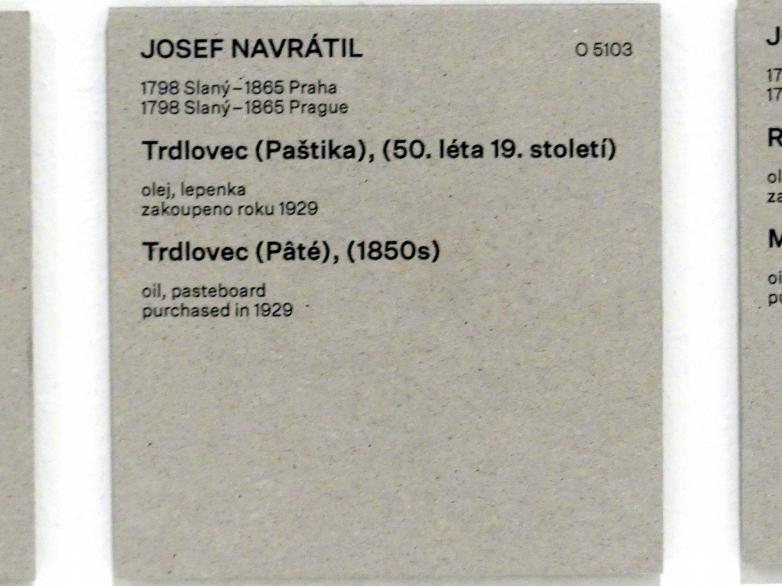 JOSEF NAVRÁTIL O 5103
1798 Slaný–1865 Praha
1798 Slaný–1865 Prague
Trdlovec (Paštika), (50. léta 19. století)
olej, lepenka
zakoupeno roku 1929
Trdlovec (Pâté), (1850s)
oil, pasteboard
purchased in 1929